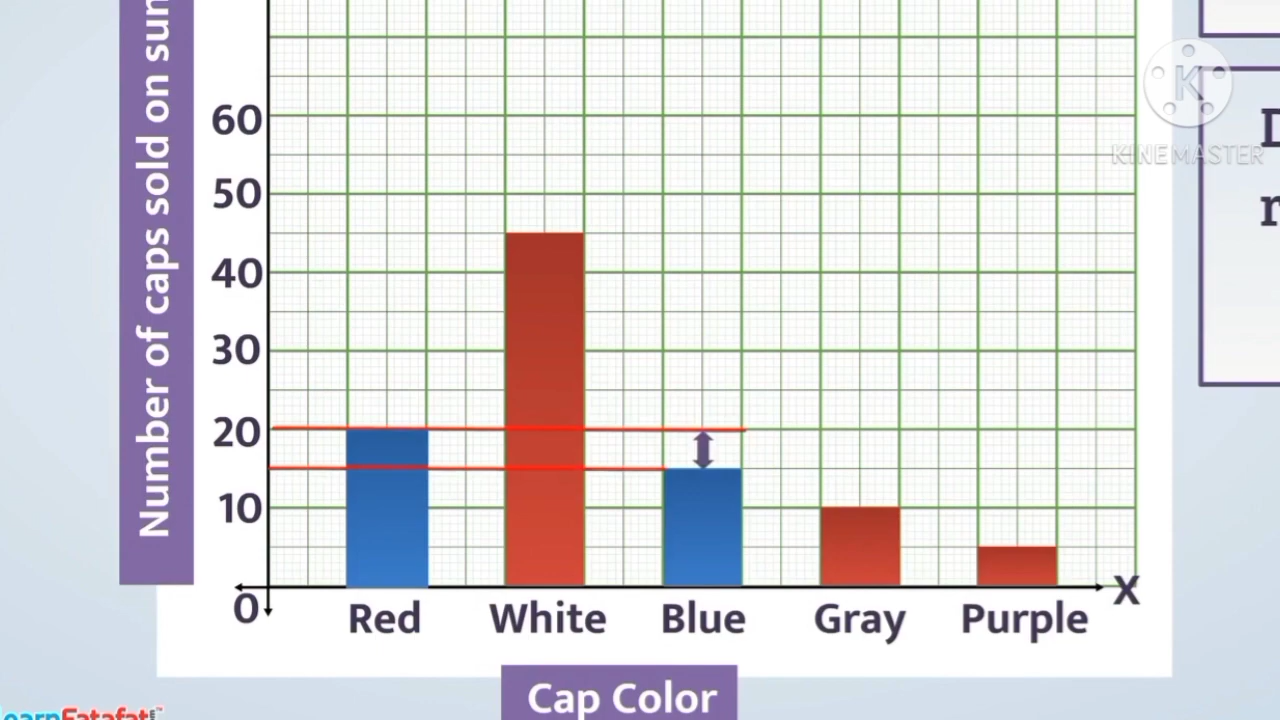 Number of caps sold on sun
60
50
40
30
20
10
0
X
Red White Blue Gray Purple
Cap Color
KINEMASTER
K
LearnFatafat